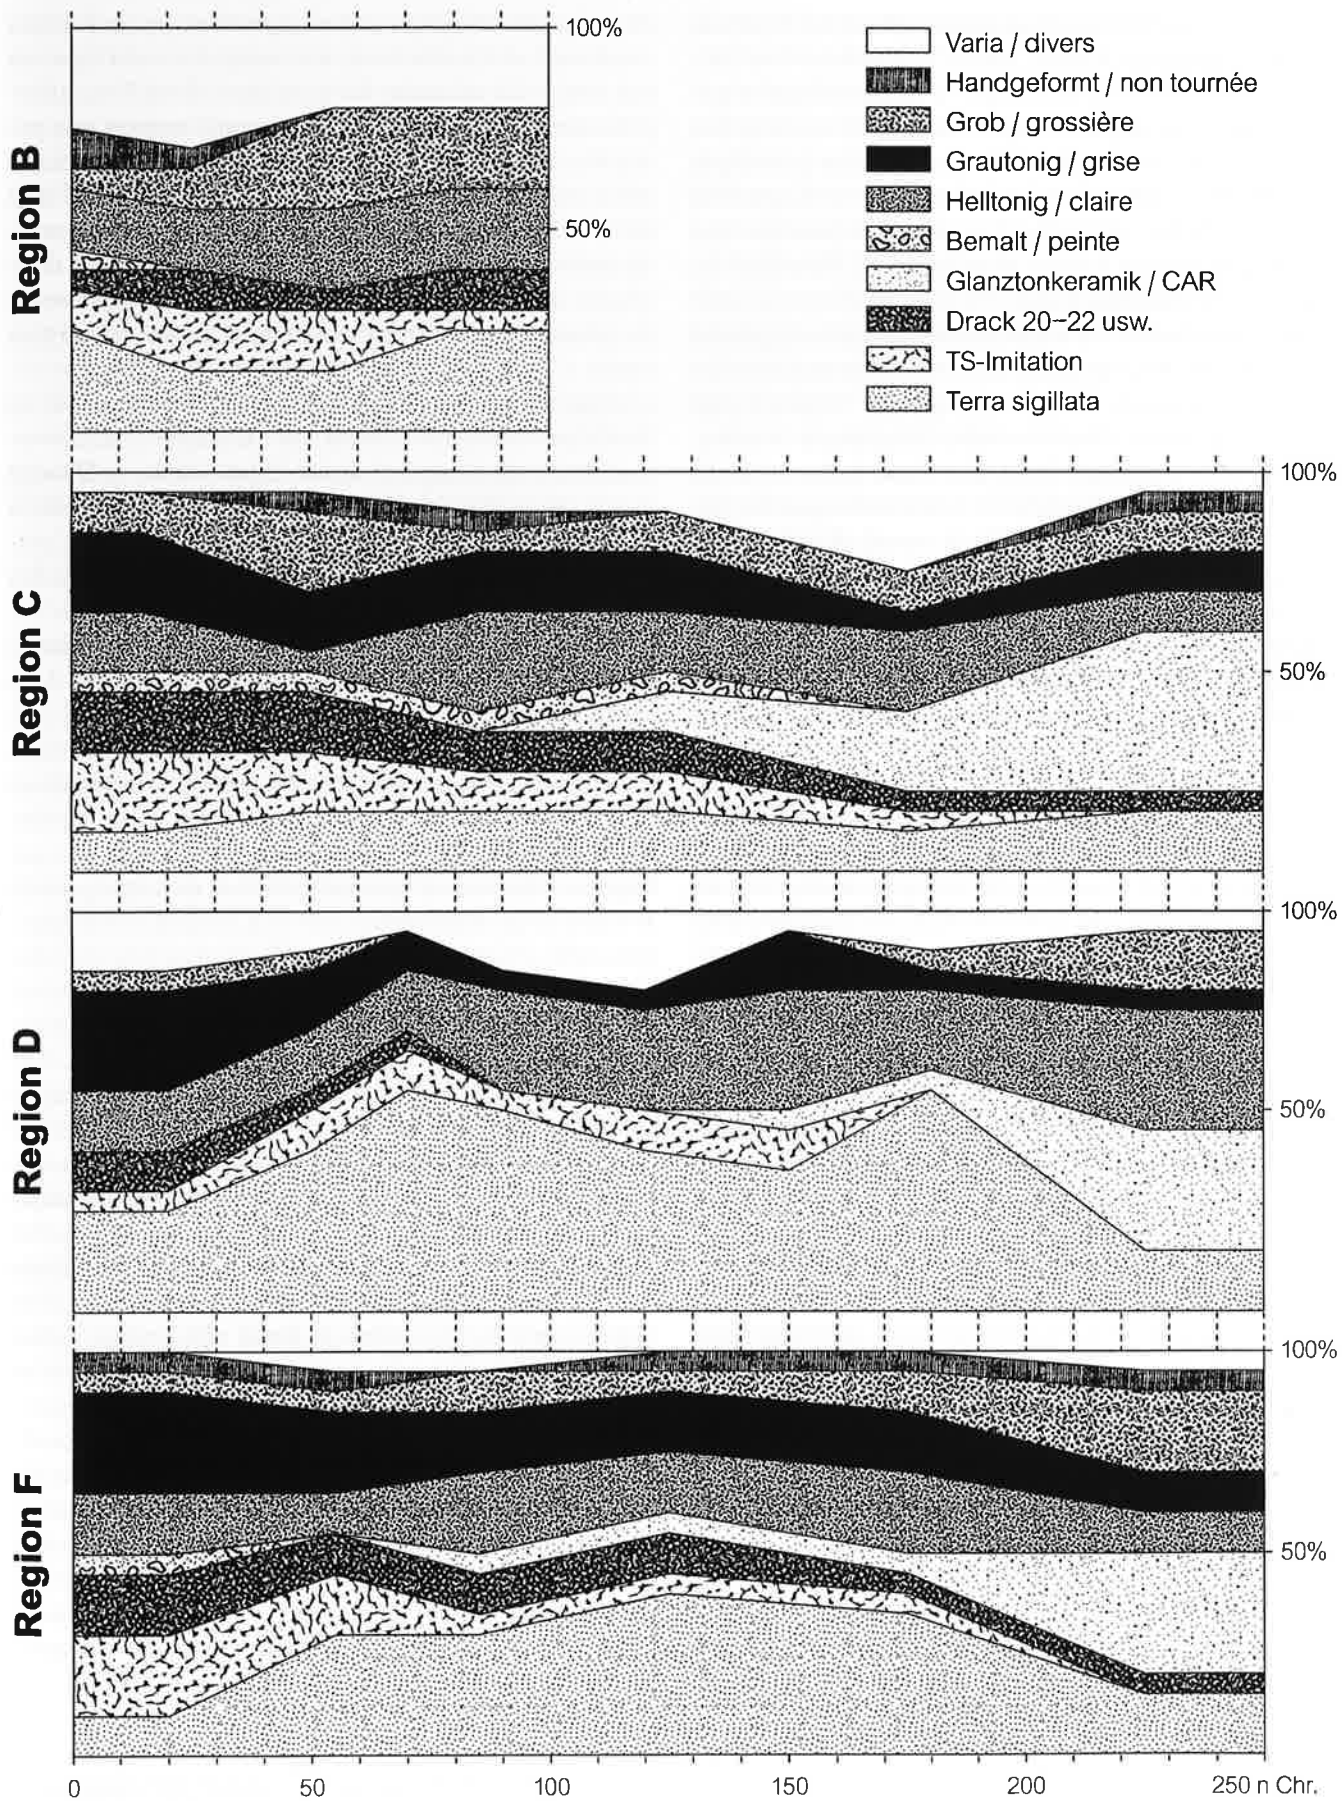 100%
50%
Region B
Varia / divers
Handgeformt / non tournée
Grob / grossière
Grautonig / grise
Helltonig / claire
Bemalt / peinte
Glanztonkeramik / CAR
Drack 20–22 usw.
TS-Imitation
Terra sigillata
100%
50%
Region C
100%
50%
Region D
100%
50%
Region F
0 50 100 150 200 250 n Chr.